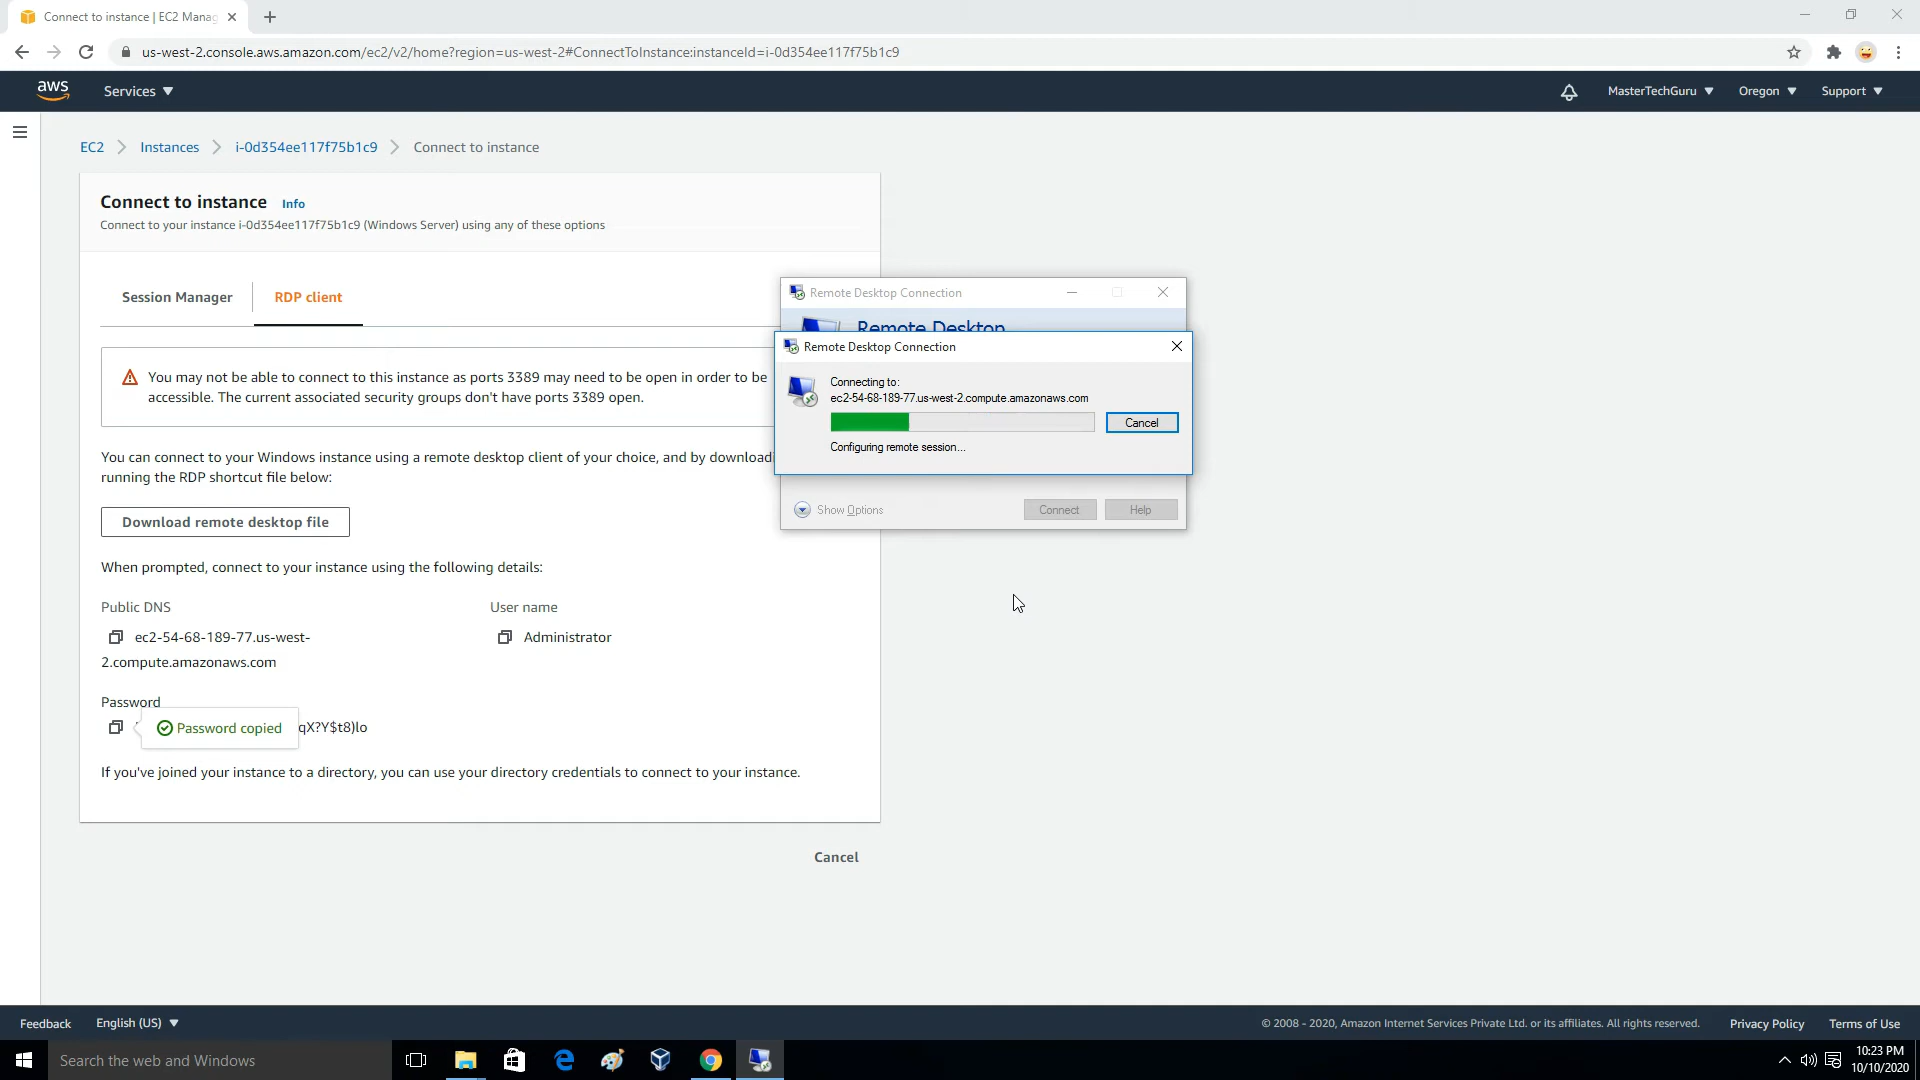 Connect to instance | EC2 Manag
us-west-2.console.aws.amazon.com/ec2/v2/home?region=us-west-2#ConnectToInstance:instanceId=i-0d354ee117f75b1c9
aws
Services
MasterTechGuru
Oregon
Support
EC2
Instances
i-0d354ee117f75b1c9
Connect to instance
Connect to instance Info
Connect to your instance i-0d354ee117f75b1c9 (Windows Server) using any of these options
Session Manager
RDP client
You may not be able to connect to this instance as ports 3389 may need to be open in order to be
accessible. The current associated security groups don't have ports 3389 open.
You can connect to your Windows instance using a remote desktop client of your choice, and by downloadi
running the RDP shortcut file below:
Download remote desktop file
When prompted, connect to your instance using the following details:
Public DNS
ec2-54-68-189-77.us-west-
2.compute.amazonaws.com
User name
Administrator
Password
Password copied
qX?Y$t8)lo
If you've joined your instance to a directory, you can use your directory credentials to connect to your instance.
Cancel
Remote Desktop Connection
Remote Desktop
Remote Desktop Connection
Connecting to:
ec2-54-68-189-77.us-west-2.compute.amazonaws.com
Cancel
Configuring remote session...
Show Options
Connect
Help
Feedback
English (US)
© 2008 - 2020, Amazon Internet Services Private Ltd. or its affiliates. All rights reserved.
Privacy Policy
Terms of Use
Search the web and Windows
10:23 PM
10/10/2020